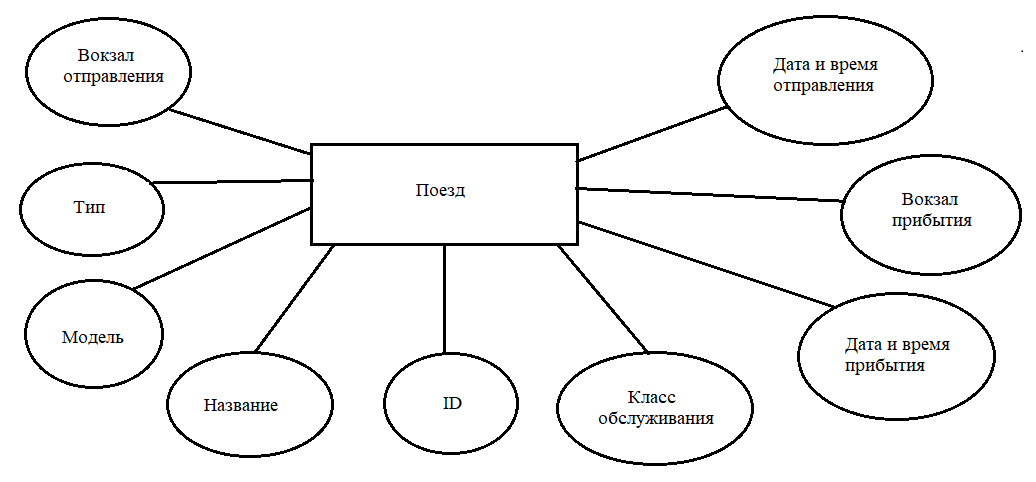 Вокзал
отправления
Дата и время
отправления
Тип
Поезд
Вокзал
прибытия
Модель
Название
ID
Класс
обслуживания
Дата и время
прибытия